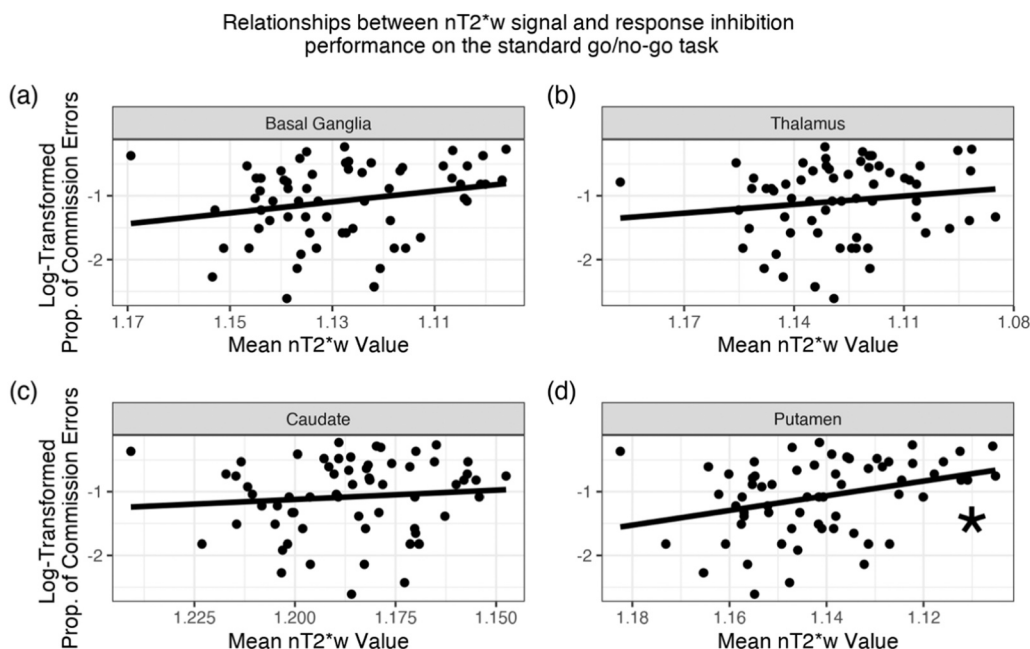 Relationships between nT2*w signal and response inhibition
performance on the standard go/no-go task
(a)
Basal Ganglia
Log-Transformed
Prop. of Commission Errors
-1
-2
1.17 1.15 1.13 1.11
Mean nT2*w Value
(b)
Thalamus
-1
-2
1.17 1.14 1.11 1.08
Mean nT2*w Value
(c)
Caudate
Log-Transformed
Prop. of Commission Errors
-1
-2
1.225 1.200 1.175 1.150
Mean nT2*w Value
(d)
Putamen
-1
-2
*
1.18 1.16 1.14 1.12
Mean nT2*w Value